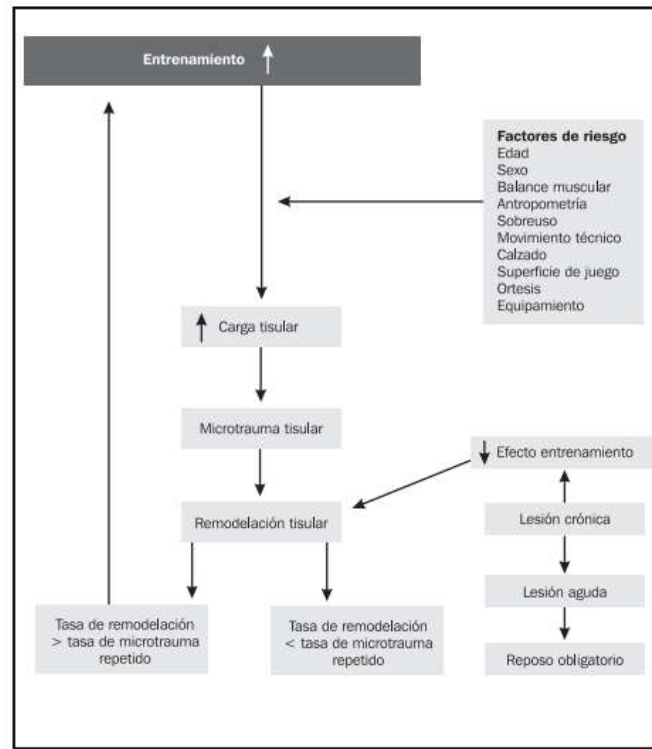 Entrenamiento
Factores de riesgo
Edad
Sexo
Balance muscular
Antropometría
Sobreuso
Movimiento técnico
Calzado
Superficie de juego
Ortesis
Equipamiento
Carga tisular
Microtrauma tisular
Efecto entrenamiento
Remodelación tisular
Lesión crónica
Lesión aguda
Tasa de remodelación
> tasa de microtrauma
repetido
Tasa de remodelación
< tasa de microtrauma
repetido
Reposo obligatorio